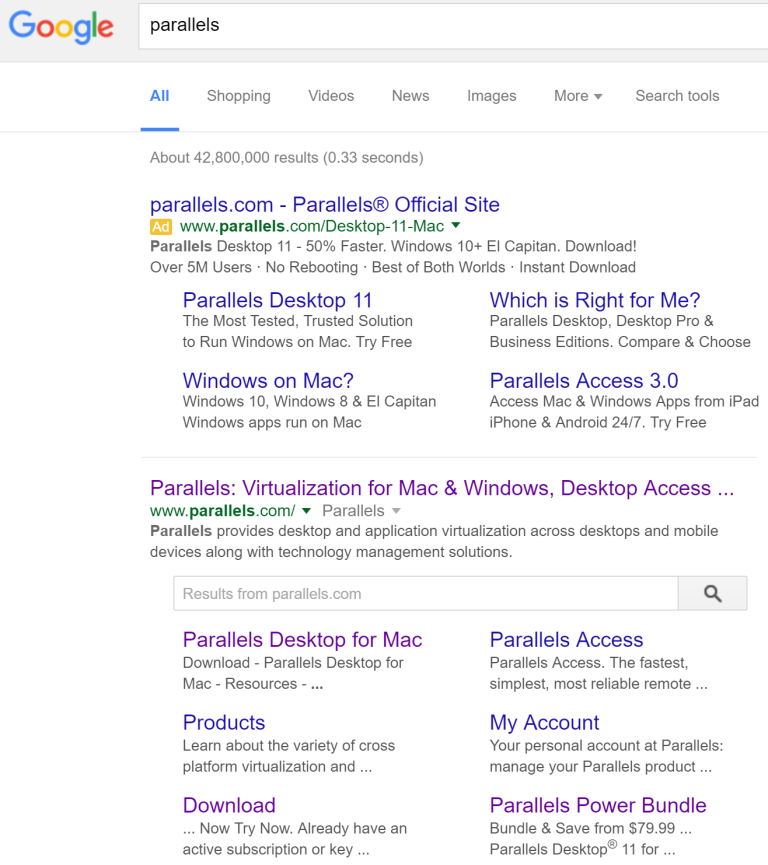 Google
parallels
All Shopping Videos News Images More Search tools
About 42,800,000 results (0.33 seconds)
parallels.com - Parallels® Official Site
Ad www.parallels.com/Desktop-11-Mac
Parallels Desktop 11 - 50% Faster. Windows 10+ El Capitan. Download!
Over 5M Users · No Rebooting · Best of Both Worlds · Instant Download
Parallels Desktop 11
The Most Tested, Trusted Solution
to Run Windows on Mac. Try Free
Which is Right for Me?
Parallels Desktop, Desktop Pro &
Business Editions. Compare & Choose
Windows on Mac?
Windows 10, Windows 8 & El Capitan
Windows apps run on Mac
Parallels Access 3.0
Access Mac & Windows Apps from iPad
iPhone & Android 24/7. Try Free
Parallels: Virtualization for Mac & Windows, Desktop Access ...
www.parallels.com/ Parallels
Parallels provides desktop and application virtualization across desktops and mobile
devices along with technology management solutions.
Results from parallels.com
Parallels Desktop for Mac
Download - Parallels Desktop for
Mac - Resources - ...
Parallels Access
Parallels Access. The fastest,
simplest, most reliable remote ...
Products
Learn about the variety of cross
platform virtualization and ...
My Account
Your personal account at Parallels:
manage your Parallels product ...
Download
... Now Try Now. Already have an
active subscription or key ...
Parallels Power Bundle
Bundle & Save from $79.99 ...
Parallels Desktop® 11 for ...